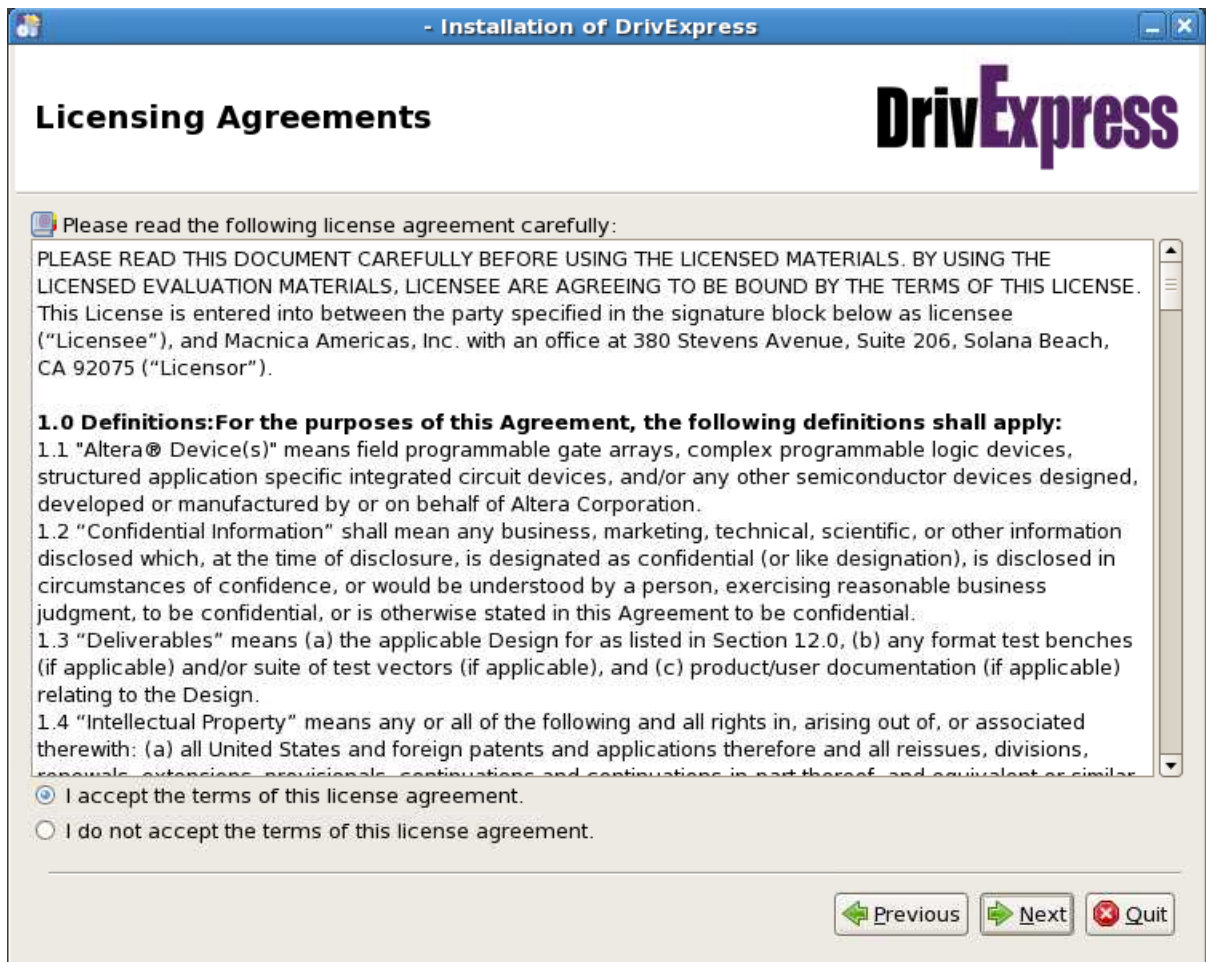 - Installation of DrivExpress
Licensing Agreements
DrivExpress
Please read the following license agreement carefully:
PLEASE READ THIS DOCUMENT CAREFULLY BEFORE USING THE LICENSED MATERIALS. BY USING THE
LICENSED EVALUATION MATERIALS, LICENSEE ARE AGREEING TO BE BOUND BY THE TERMS OF THIS LICENSE.
This License is entered into between the party specified in the signature block below as licensee
(“Licensee”), and Macnica Americas, Inc. with an office at 380 Stevens Avenue, Suite 206, Solana Beach,
CA 92075 (“Licensor”).
1.0 Definitions:For the purposes of this Agreement, the following definitions shall apply:
1.1 "Altera® Device(s)" means field programmable gate arrays, complex programmable logic devices,
structured application specific integrated circuit devices, and/or any other semiconductor devices designed,
developed or manufactured by or on behalf of Altera Corporation.
1.2 “Confidential Information” shall mean any business, marketing, technical, scientific, or other information
disclosed which, at the time of disclosure, is designated as confidential (or like designation), is disclosed in
circumstances of confidence, or would be understood by a person, exercising reasonable business
judgment, to be confidential, or is otherwise stated in this Agreement to be confidential.
1.3 “Deliverables” means (a) the applicable Design for as listed in Section 12.0, (b) any format test benches
(if applicable) and/or suite of test vectors (if applicable), and (c) product/user documentation (if applicable)
relating to the Design.
1.4 “Intellectual Property” means any or all of the following and all rights in, arising out of, or associated
therewith: (a) all United States and foreign patents and applications therefore and all reissues, divisions,
renewals, extensions, provisionals, continuations and continuations in part thereof, and equivalent or similar
I accept the terms of this license agreement.
I do not accept the terms of this license agreement.
Previous
Next
Quit